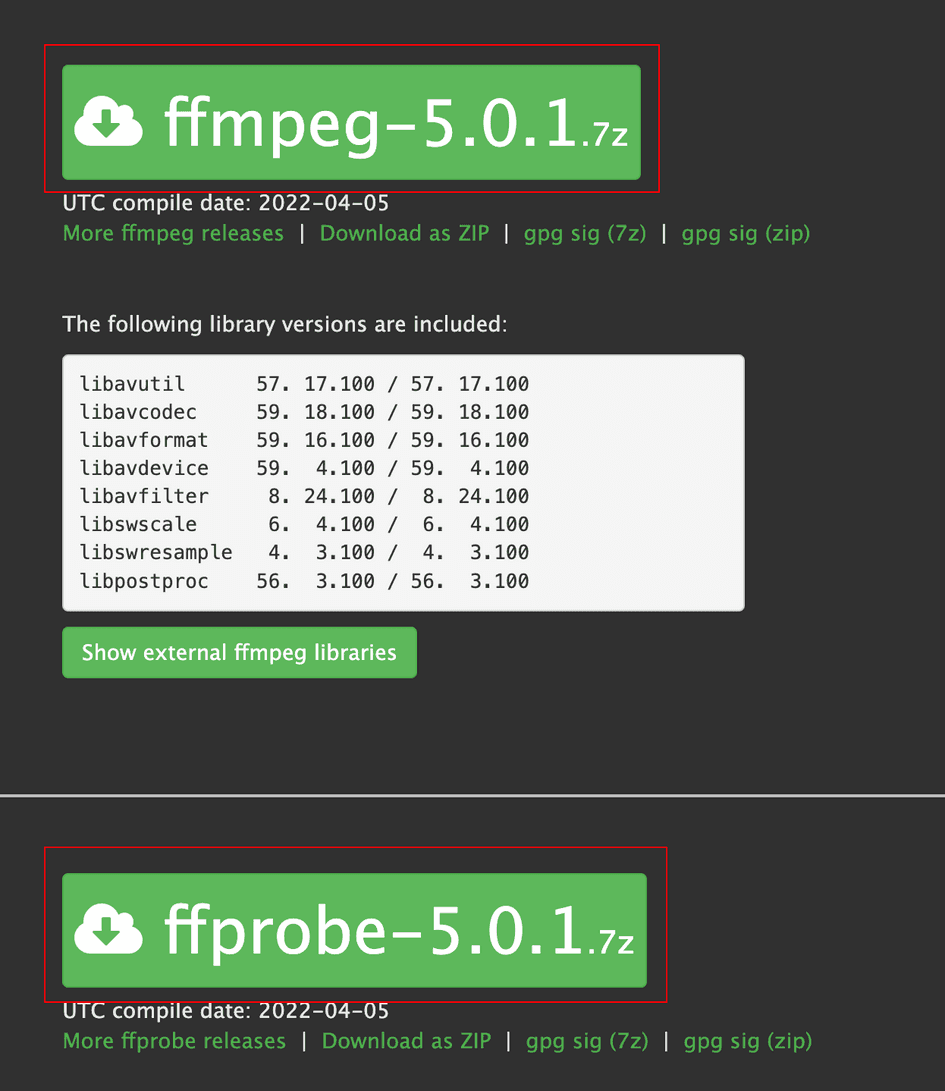 ffmpeg-5.0.1.7z
UTC compile date: 2022-04-05
More ffmpeg releases | Download as ZIP | gpg sig (7z) | gpg sig (zip)
The following library versions are included:
libavutil      57. 17.100 / 57. 17.100
libavcodec     59. 18.100 / 59. 18.100
libavformat    59. 16.100 / 59. 16.100
libavdevice    59.  4.100 / 59.  4.100
libavfilter     8. 24.100 /  8. 24.100
libswscale      6.  4.100 /  6.  4.100
libswresample   4.  3.100 /  4.  3.100
libpostproc    56.  3.100 / 56.  3.100
Show external ffmpeg libraries
ffprobe-5.0.1.7z
UTC compile date: 2022-04-05
More ffprobe releases | Download as ZIP | gpg sig (7z) | gpg sig (zip)